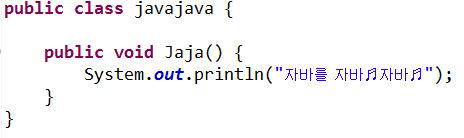 public class javajava {
public void Jaja() {
System.out.println("자바를 자바♬자바♬");
}
}